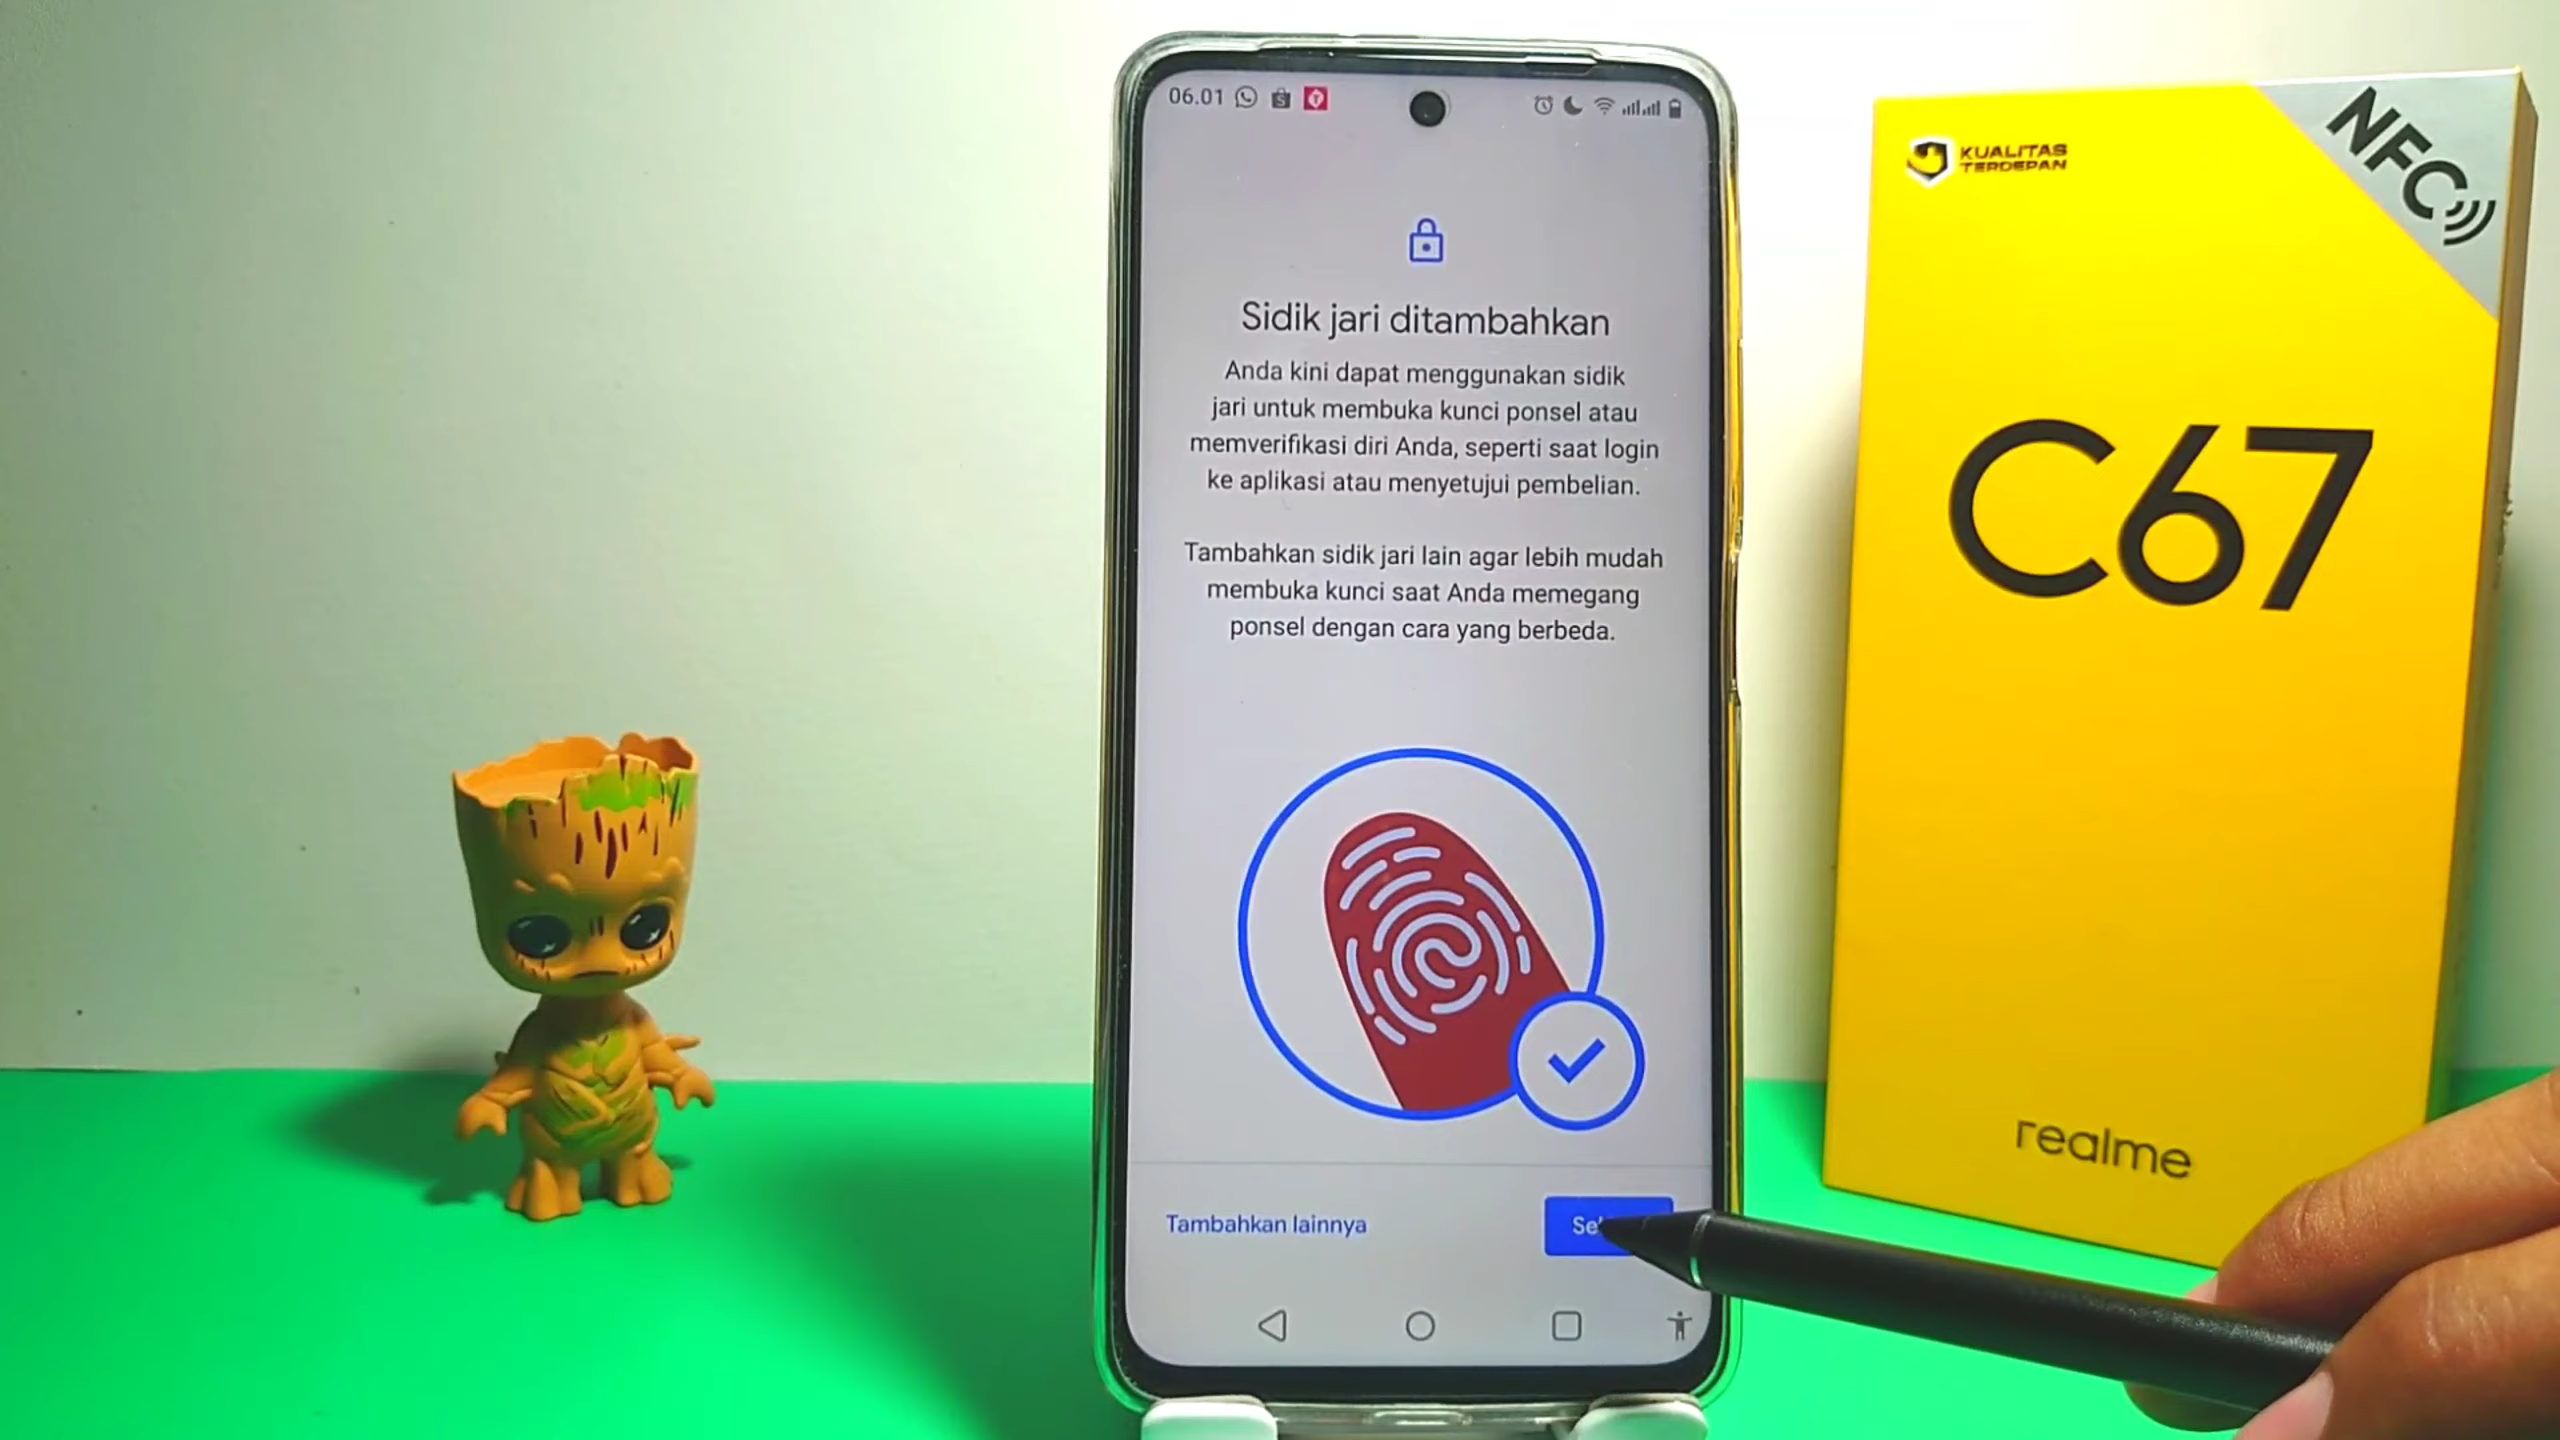 06.01
Sidik jari ditambahkan
Anda kini dapat menggunakan sidik
jari untuk membuka kunci ponsel atau
memverifikasi diri Anda, seperti saat login
ke aplikasi atau menyetujui pembelian.
Tambahkan sidik jari lain agar lebih mudah
membuka kunci saat Anda memegang
ponsel dengan cara yang berbeda.
Tambahkan lainnya
KUALITAS
TERDEPAN
NFC
C67
realme